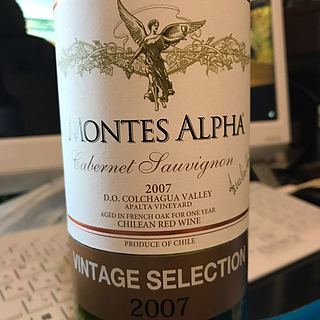 MONTES ALPHA
Cabernet Sauvignon
2007
D.O. COLCHAGUA VALLEY
APALTA VINEYARD
AGED IN FRENCH OAK FOR ONE YEAR
CHILEAN RED WINE
PRODUCE OF CHILE
VINTAGE SELECTION
2007